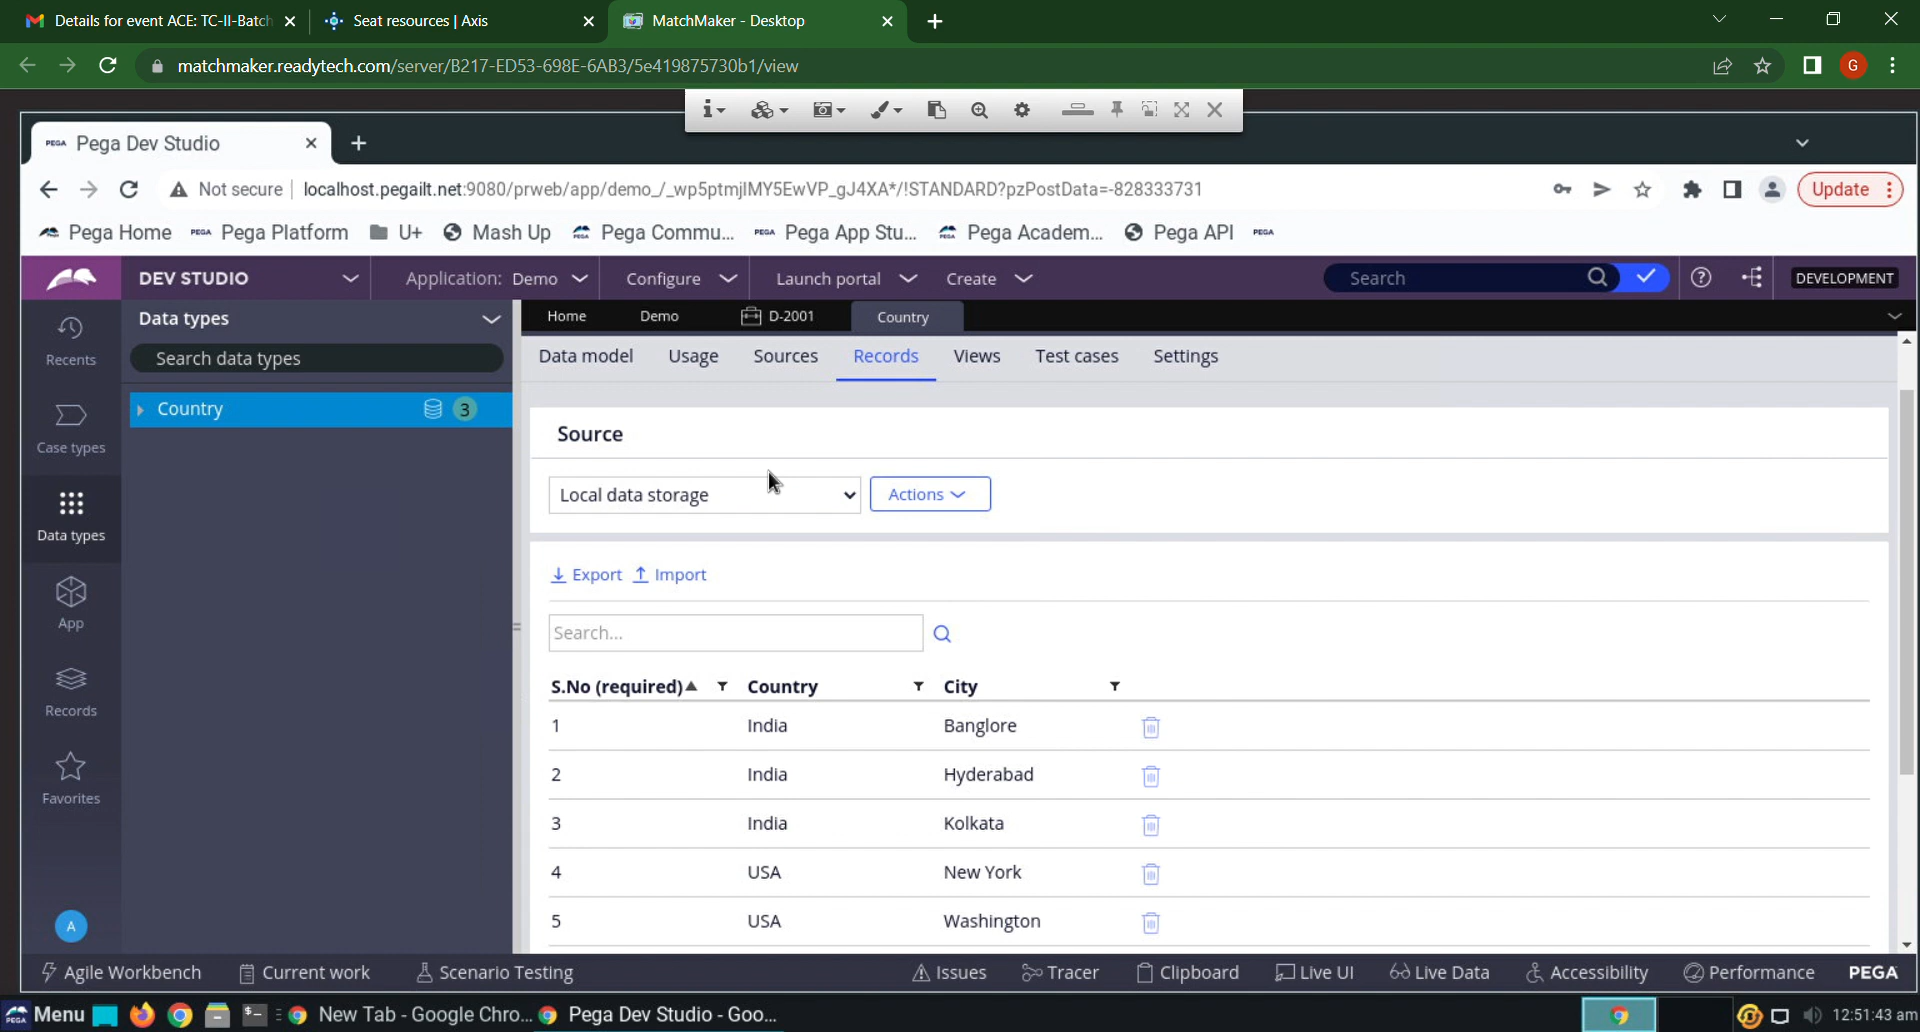 Details for event ACE: TC-II-Batch
Seat resources | Axis
MatchMaker - Desktop
matchmaker.readytech.com/server/B217-ED53-698E-6AB3/5e419875730b1/view
G
PEGA Pega Dev Studio
Not secure
localhost.pegailt.net:9080/prweb/app/demo_/_wp5ptmjlMY5EwVP_gJ4XA*/!STANDARD?pzPostData=-828333731
Update
Pega Home
PEGA Pega Platform
U+
Mash Up
Pega Commu...
PEGA Pega App Stu...
Pega Academ...
Pega API
PEGA
DEV STUDIO
Application: Demo
Configure
Launch portal
Create
Search
DEVELOPMENT
Recents
Case types
Data types
App
Records
Favorites
A
Data types
Search data types
Country
3
Home
Demo
D-2001
Country
Data model
Usage
Sources
Records
Views
Test cases
Settings
Source
Local data storage
Actions
Export
Import
Search...
S.No (required) Country City
1 India Banglore
2 India Hyderabad
3 India Kolkata
4 USA New York
5 USA Washington
Agile Workbench
Current work
Scenario Testing
Issues
Tracer
Clipboard
Live UI
Live Data
Accessibility
Performance
PEGA
PEGA Menu
New Tab - Google Chro...
Pega Dev Studio - Goo...
12:51:43 am